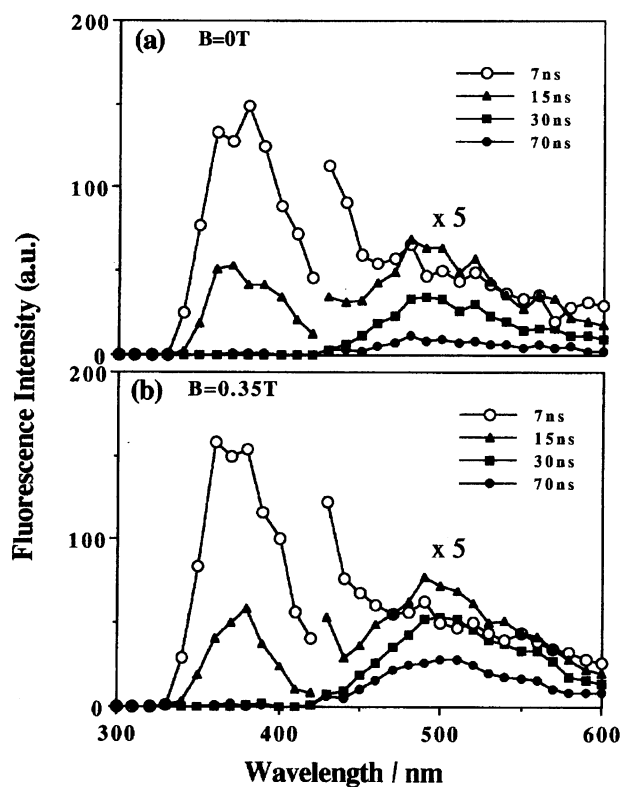 Fluorescence Intensity (a.u.)
200
(a) B=0T
7ns
15ns
30ns
70ns
100
x 5
0
200
(b) B=0.35T
7ns
15ns
30ns
70ns
100
x 5
0
300 400 500 600
Wavelength / nm